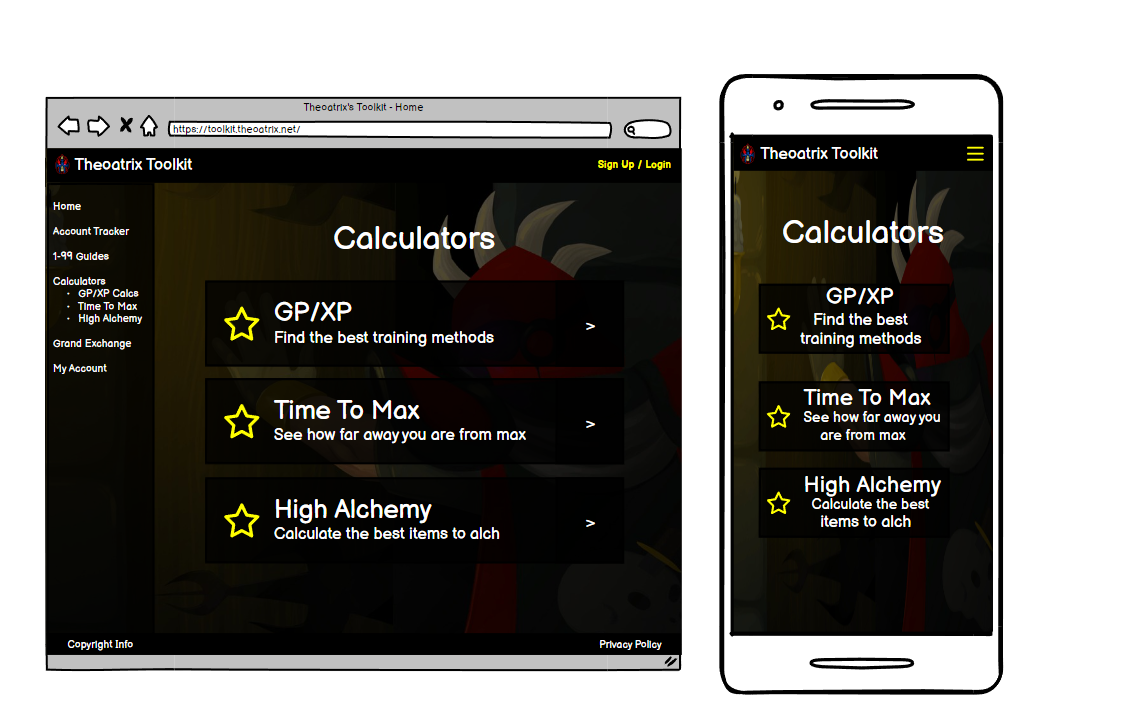 Theoatrix's Toolkit - Home
https://toolkit.theoatrix.net/
Theoatrix Toolkit
Sign Up / Login
Home
Account Tracker
1-99 Guides
Calculators
GP/XP Calcs
Time To Max
High Alchemy
Grand Exchange
My Account
Calculators
GP/XP
Find the best training methods
>
Time To Max
See how far away you are from max
>
High Alchemy
Calculate the best items to alch
>
Copyright Info
Privacy Policy
Theoatrix Toolkit
Calculators
GP/XP
Find the best
training methods
Time To Max
See how far away you
are from max
High Alchemy
Calculate the best
items to alch